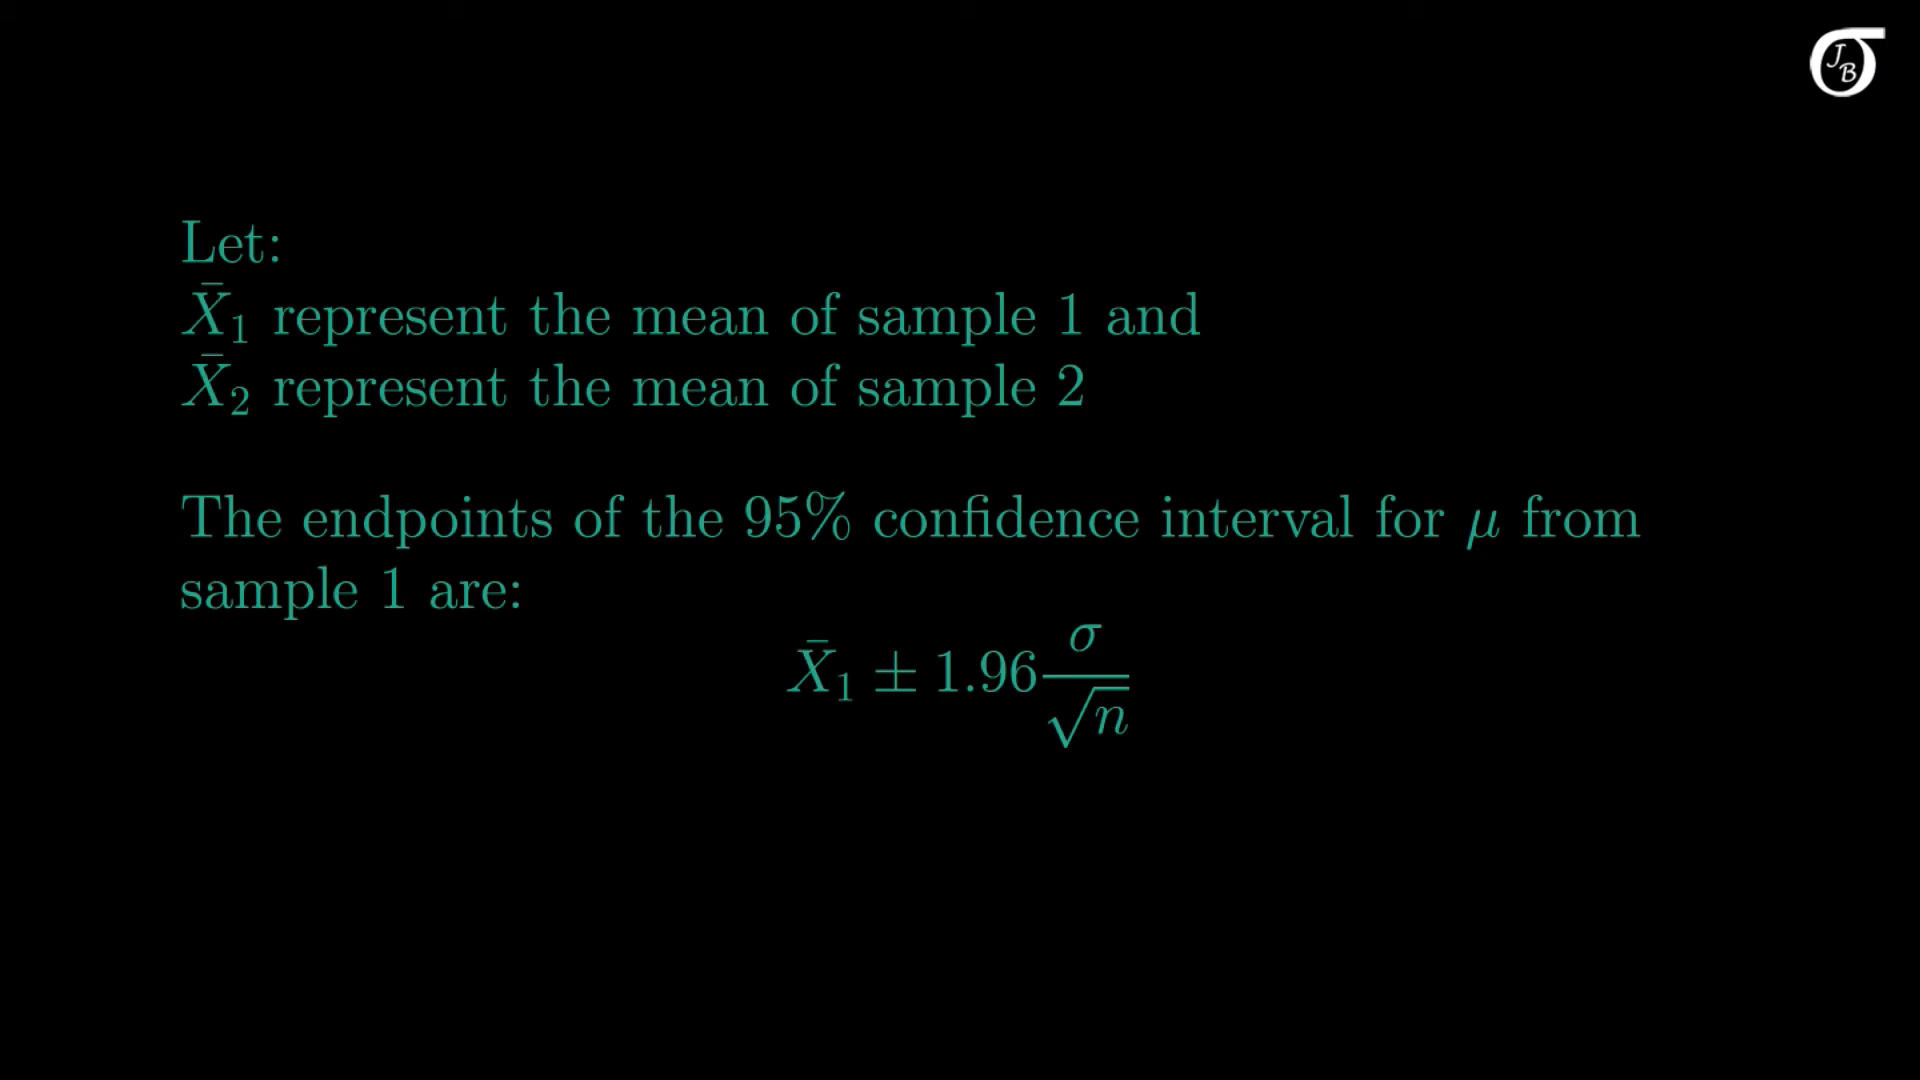 Let:
X̄₁ represent the mean of sample 1 and
X̄₂ represent the mean of sample 2
The endpoints of the 95% confidence interval for μ from
sample 1 are:
X̄₁ ± 1.96 σ/√n
JB